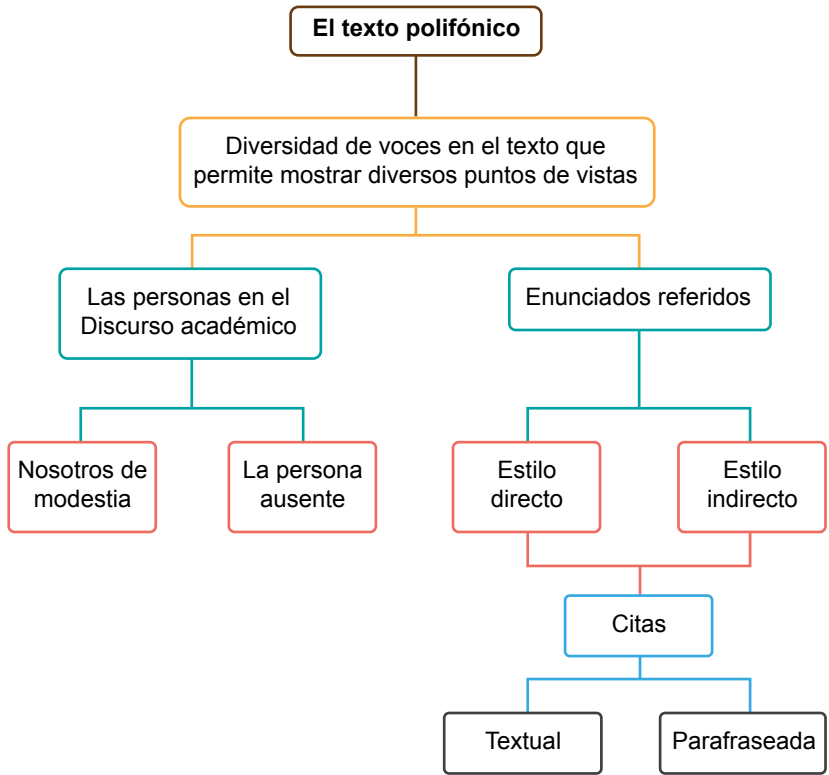 El texto polifónico
Diversidad de voces en el texto que
permite mostrar diversos puntos de vistas
Las personas en el
Discurso académico
Enunciados referidos
Nosotros de
modestia
La persona
ausente
Estilo
directo
Estilo
indirecto
Citas
Textual
Parafraseada